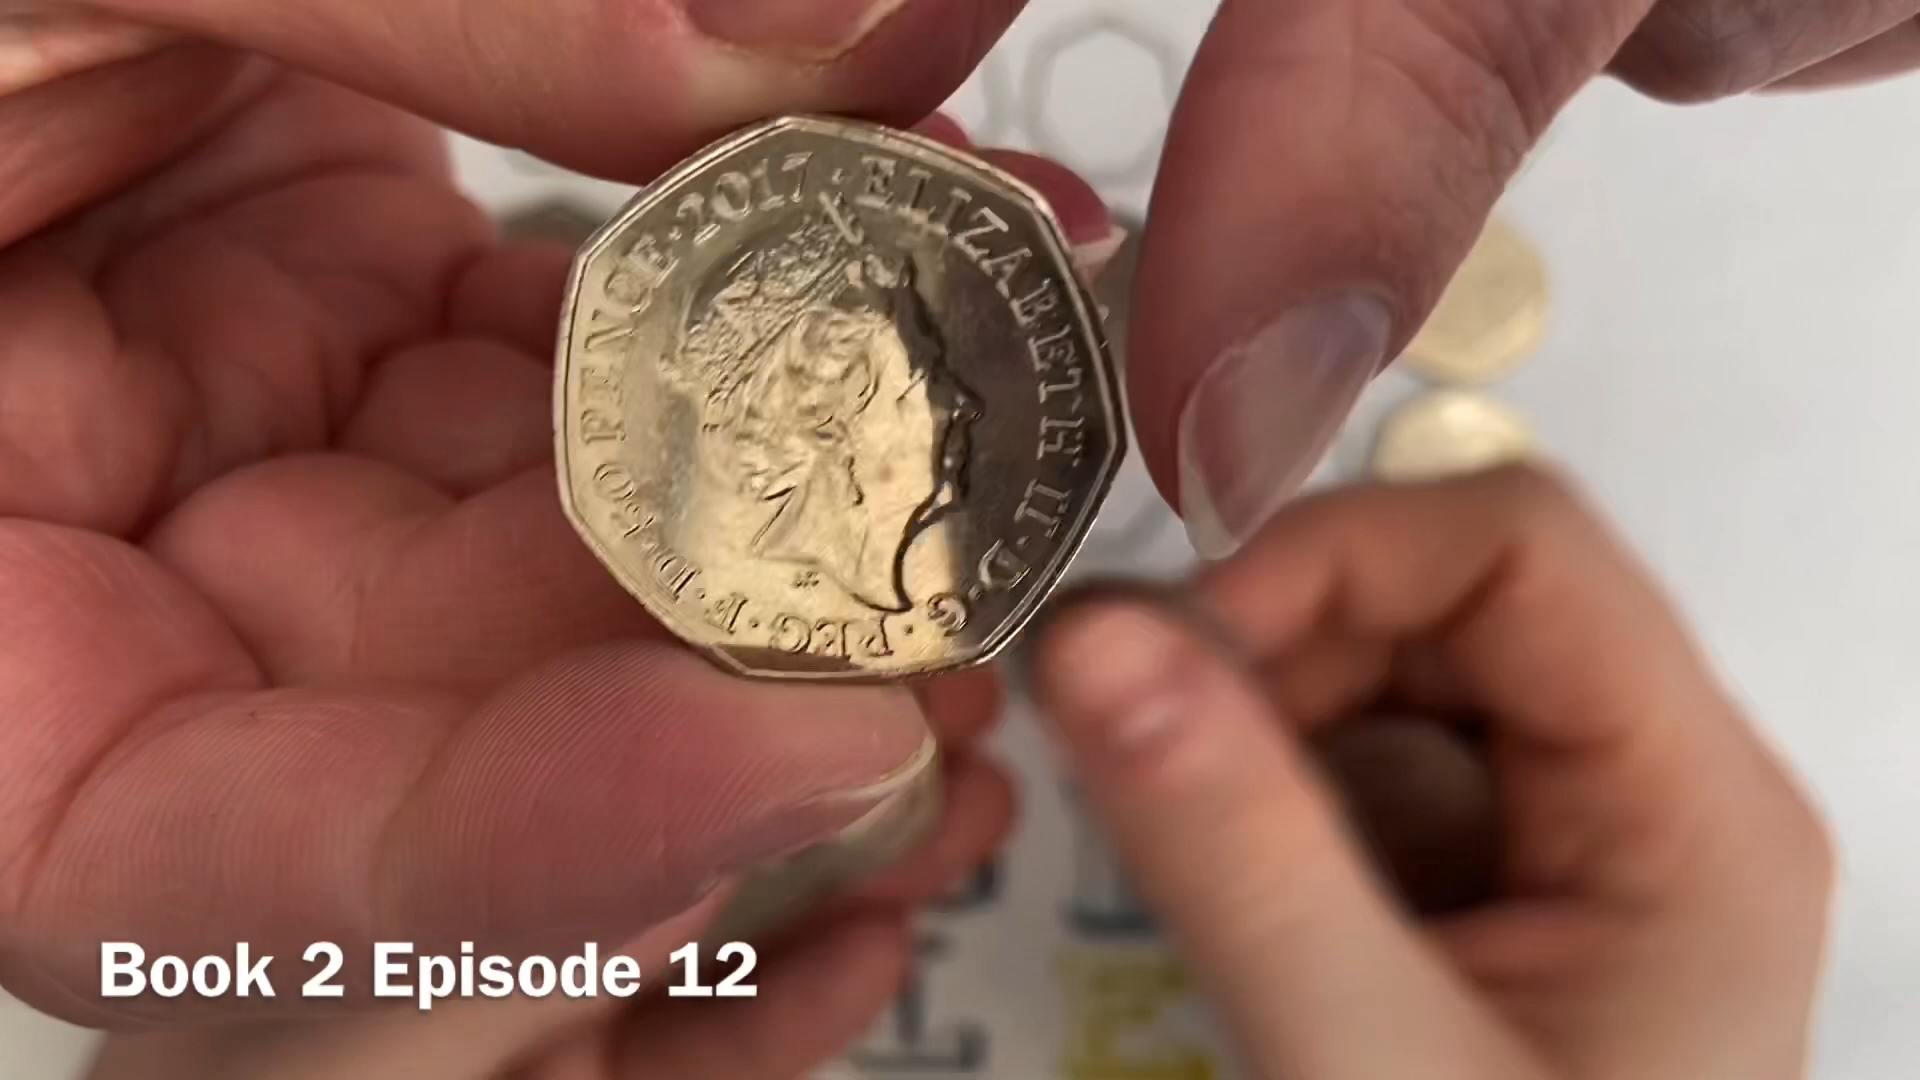 ELIZABETH II · D · G · REG · F · D · 50 PENCE · 2017 ·
Book 2 Episode 12